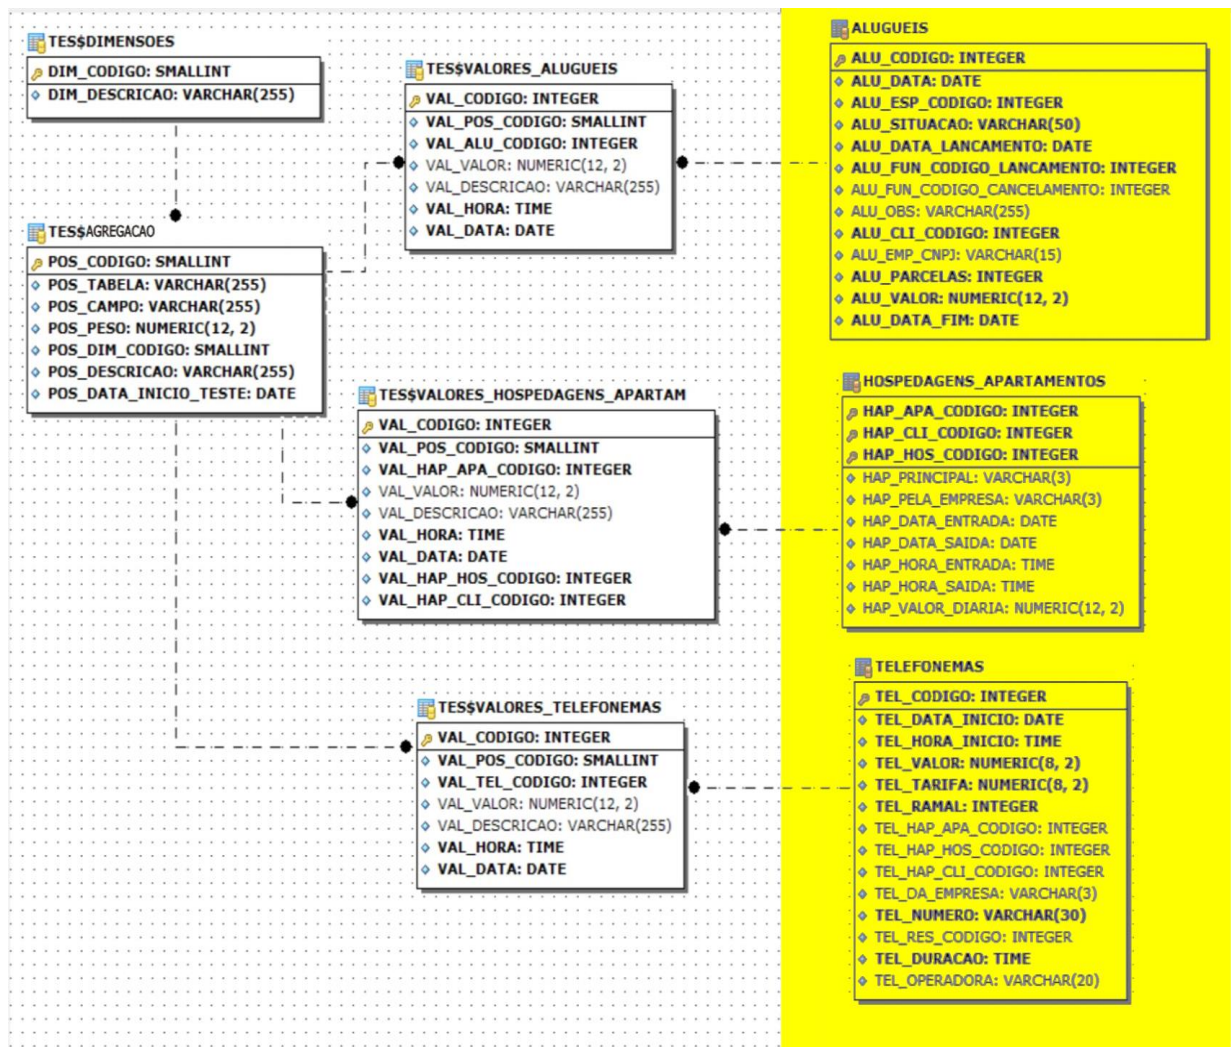 TES$DIMENSOES
DIM_CODIGO: SMALLINT
DIM_DESCRICAO: VARCHAR(255)
TES$AGREGACAO
POS_CODIGO: SMALLINT
POS_TABELA: VARCHAR(255)
POS_CAMPO: VARCHAR(255)
POS_PESO: NUMERIC(12, 2)
POS_DIM_CODIGO: SMALLINT
POS_DESCRICAO: VARCHAR(255)
POS_DATA_INICIO_TESTE: DATE
TES$VALORES_ALUGUEIS
VAL_CODIGO: INTEGER
VAL_POS_CODIGO: SMALLINT
VAL_ALU_CODIGO: INTEGER
VAL_VALOR: NUMERIC(12, 2)
VAL_DESCRICAO: VARCHAR(255)
VAL_HORA: TIME
VAL_DATA: DATE
TES$VALORES_HOSPEDAGENS_APARTAM
VAL_CODIGO: INTEGER
VAL_POS_CODIGO: SMALLINT
VAL_HAP_APA_CODIGO: INTEGER
VAL_VALOR: NUMERIC(12, 2)
VAL_DESCRICAO: VARCHAR(255)
VAL_HORA: TIME
VAL_DATA: DATE
VAL_HAP_HOS_CODIGO: INTEGER
VAL_HAP_CLI_CODIGO: INTEGER
TES$VALORES_TELEFONEMAS
VAL_CODIGO: INTEGER
VAL_POS_CODIGO: SMALLINT
VAL_TEL_CODIGO: INTEGER
VAL_VALOR: NUMERIC(12, 2)
VAL_DESCRICAO: VARCHAR(255)
VAL_HORA: TIME
VAL_DATA: DATE
ALUGUEIS
ALU_CODIGO: INTEGER
ALU_DATA: DATE
ALU_ESP_CODIGO: INTEGER
ALU_SITUACAO: VARCHAR(50)
ALU_DATA_LANCAMENTO: DATE
ALU_FUN_CODIGO_LANCAMENTO: INTEGER
ALU_FUN_CODIGO_CANCELAMENTO: INTEGER
ALU_OBS: VARCHAR(255)
ALU_CLI_CODIGO: INTEGER
ALU_EMP_CNPJ: VARCHAR(15)
ALU_PARCELAS: INTEGER
ALU_VALOR: NUMERIC(12, 2)
ALU_DATA_FIM: DATE
HOSPEDAGENS_APARTAMENTOS
HAP_APA_CODIGO: INTEGER
HAP_CLI_CODIGO: INTEGER
HAP_HOS_CODIGO: INTEGER
HAP_PRINCIPAL: VARCHAR(3)
HAP_PELA_EMPRESA: VARCHAR(3)
HAP_DATA_ENTRADA: DATE
HAP_DATA_SAIDA: DATE
HAP_HORA_ENTRADA: TIME
HAP_HORA_SAIDA: TIME
HAP_VALOR_DIARIA: NUMERIC(12, 2)
TELEFONEMAS
TEL_CODIGO: INTEGER
TEL_DATA_INICIO: DATE
TEL_HORA_INICIO: TIME
TEL_VALOR: NUMERIC(8, 2)
TEL_TARIFA: NUMERIC(8, 2)
TEL_RAMAL: INTEGER
TEL_HAP_APA_CODIGO: INTEGER
TEL_HAP_HOS_CODIGO: INTEGER
TEL_HAP_CLI_CODIGO: INTEGER
TEL_DA_EMPRESA: VARCHAR(3)
TEL_NUMERO: VARCHAR(30)
TEL_RES_CODIGO: INTEGER
TEL_DURACAO: TIME
TEL_OPERADORA: VARCHAR(20)